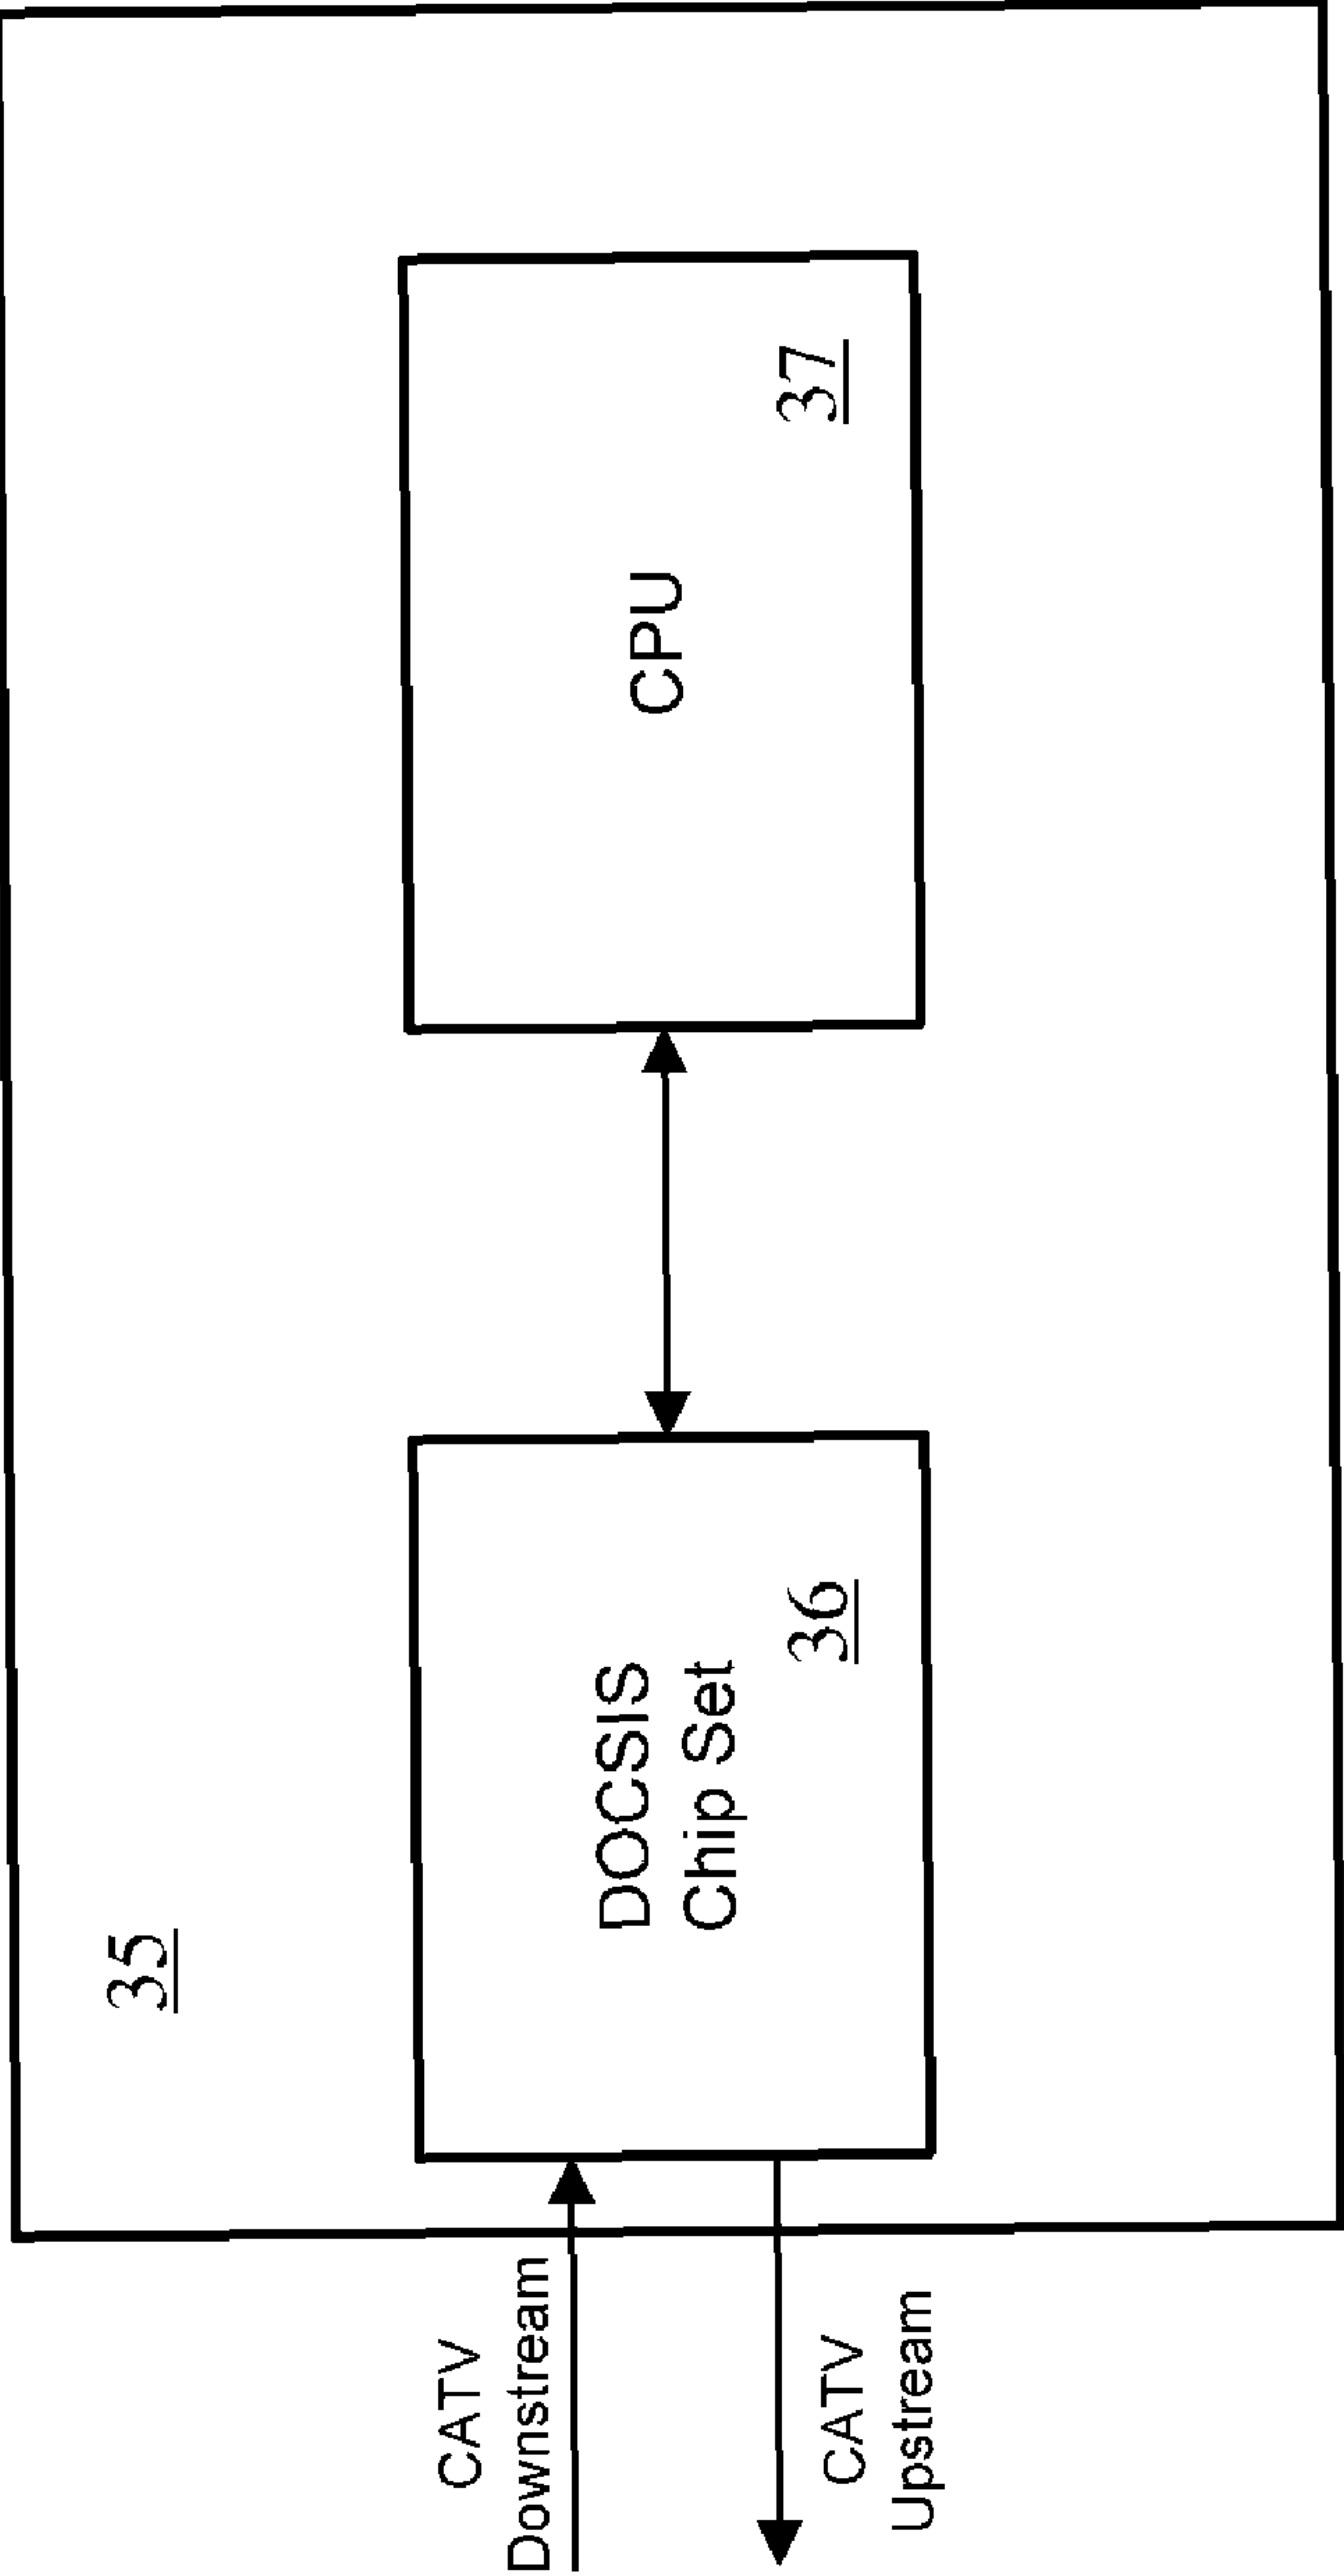 35
CATV
Downstream
CATV
Upstream
DOCSIS
Chip Set
36
CPU
37